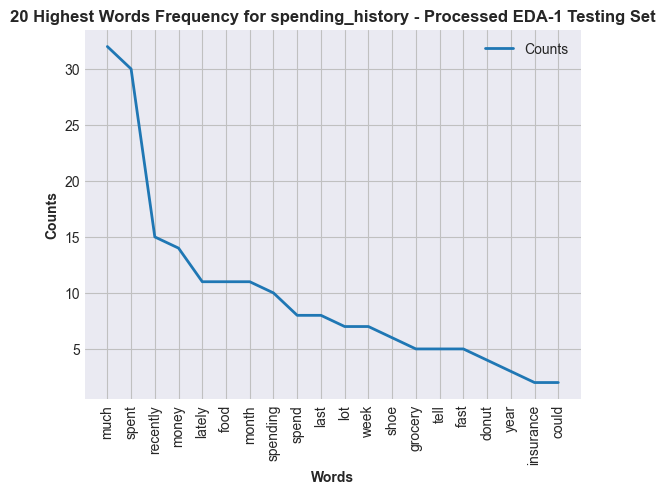 20 Highest Words Frequency for spending_history - Processed EDA-1 Testing Set
Counts
30
25
20
15
10
5
Counts
much
spent
recently
money
lately
food
month
spending
spend
last
lot
week
shoe
grocery
tell
fast
donut
year
insurance
could
Words